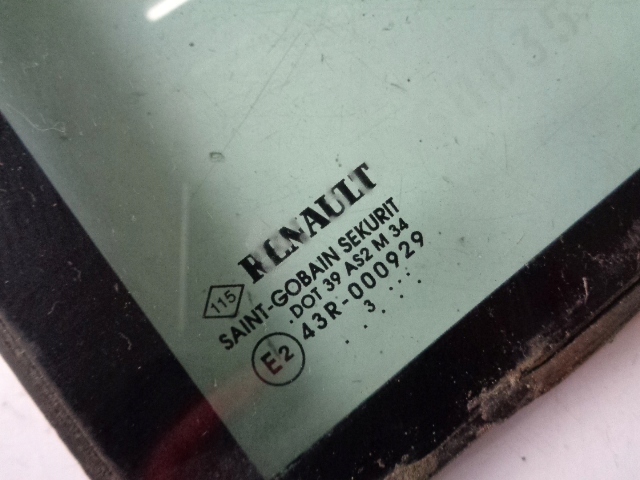 RENAULT
115
SAINT-GOBAIN SEKURIT
DOT 39 AS2 M 34
E2 43R-000929
. . 3 . . .